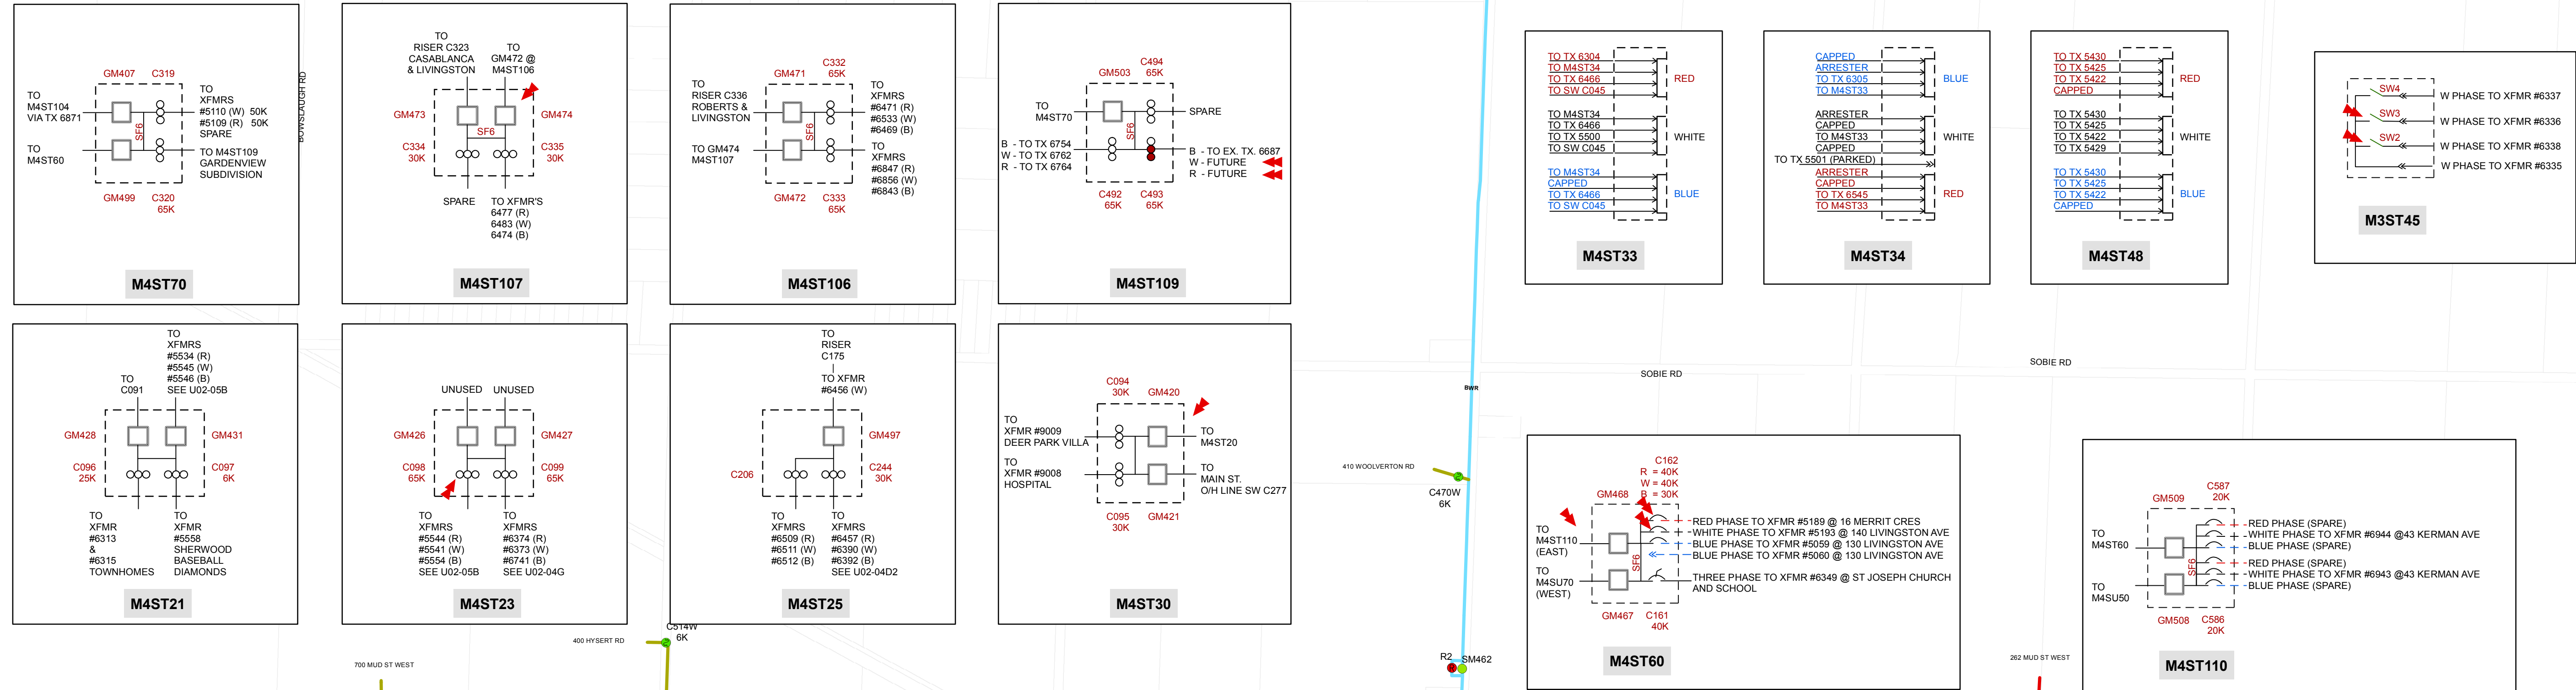 GM407 C319
TO
M4ST104
VIA TX 6871
TO
XFMRS
#5110 (W) 50K
#5109 (R) 50K
SPARE
SF6
TO
M4ST60
TO M4ST109
GARDENVIEW
SUBDIVISION
GM499 C320
65K
M4ST70
BOWSLAUGH RD
TO
RISER C323
CASABLANCA
& LIVINGSTON
TO
GM472 @
M4ST106
GM473
GM474
SF6
C334
30K
C335
30K
SPARE
TO XFMR'S
6477 (R)
6483 (W)
6474 (B)
M4ST107
GM471
C332
65K
TO
RISER C336
ROBERTS &
LIVINGSTON
TO
XFMRS
#6471 (R)
#6533 (W)
#6469 (B)
SF6
TO GM474
M4ST107
TO
XFMRS
#6847 (R)
#6856 (W)
#6843 (B)
GM472
C333
65K
M4ST106
C494
65K
GM503
TO
M4ST70
SPARE
SF6
B - TO TX 6754
W - TO TX 6762
R - TO TX 6764
B - TO EX. TX. 6687
W - FUTURE
R - FUTURE
C492
65K
C493
65K
M4ST109
TO TX 6304
TO M4ST34
TO TX 6466
TO SW C045
RED
TO M4ST34
TO TX 6466
TO TX 5500
TO SW C045
WHITE
TO M4ST34
CAPPED
TO TX 6466
TO SW C045
BLUE
M4ST33
CAPPED
ARRESTER
TO TX 6305
TO M4ST33
BLUE
ARRESTER
CAPPED
TO M4ST33
CAPPED
WHITE
TO TX 5501 (PARKED)
ARRESTER
CAPPED
TO TX 6545
TO M4ST33
RED
M4ST34
TO TX 5430
TO TX 5425
TO TX 5422
CAPPED
RED
TO TX 5430
TO TX 5425
TO TX 5422
TO TX 5429
WHITE
TO TX 5430
TO TX 5425
TO TX 5422
CAPPED
BLUE
M4ST48
SW4
W PHASE TO XFMR #6337
SW3
W PHASE TO XFMR #6336
SW2
W PHASE TO XFMR #6338
W PHASE TO XFMR #6335
M3ST45
TO
C091
TO
XFMRS
#5534 (R)
#5545 (W)
#5546 (B)
SEE U02-05B
GM428
GM431
C096
25K
C097
6K
TO
XFMR
#6313
&
#6315
TOWNHOMES
TO
XFMR
#5558
SHERWOOD
BASEBALL
DIAMONDS
M4ST21
UNUSED UNUSED
GM426
GM427
C098
65K
C099
65K
TO
XFMRS
#5544 (R)
#5541 (W)
#5554 (B)
SEE U02-05B
TO
XFMRS
#6374 (R)
#6373 (W)
#6741 (B)
SEE U02-04G
M4ST23
TO
RISER
C175
TO XFMR
#6456 (W)
GM497
C206
C244
30K
TO
XFMRS
#6509 (R)
#6511 (W)
#6512 (B)
TO
XFMRS
#6457 (R)
#6390 (W)
#6392 (B)
SEE U02-04D2
M4ST25
C094
30K
GM420
TO
XFMR #9009
DEER PARK VILLA
TO
M4ST20
TO
XFMR #9008
HOSPITAL
TO
MAIN ST.
O/H LINE SW C277
C095
30K
GM421
M4ST30
SOBIE RD
SOBIE RD
BWR
410 WOOLVERTON RD
C470W
6K
C162
R = 40K
W = 40K
B = 30K
GM468
TO
M4ST110
(EAST)
RED PHASE TO XFMR #5189 @ 16 MERRIT CRES
WHITE PHASE TO XFMR #5193 @ 140 LIVINGSTON AVE
BLUE PHASE TO XFMR #5059 @ 130 LIVINGSTON AVE
BLUE PHASE TO XFMR #5060 @ 130 LIVINGSTON AVE
SF6
TO
M4SU70
(WEST)
THREE PHASE TO XFMR #6349 @ ST JOSEPH CHURCH
AND SCHOOL
GM467
C161
40K
M4ST60
C587
20K
GM509
TO
M4ST60
RED PHASE (SPARE)
WHITE PHASE TO XFMR #6944 @43 KERMAN AVE
BLUE PHASE (SPARE)
SF6
TO
M4SU50
RED PHASE (SPARE)
WHITE PHASE TO XFMR #6943 @43 KERMAN AVE
BLUE PHASE (SPARE)
GM508
C586
20K
M4ST110
C514W
6K
400 HYSERT RD
700 MUD ST WEST
R2 SM462
262 MUD ST WEST